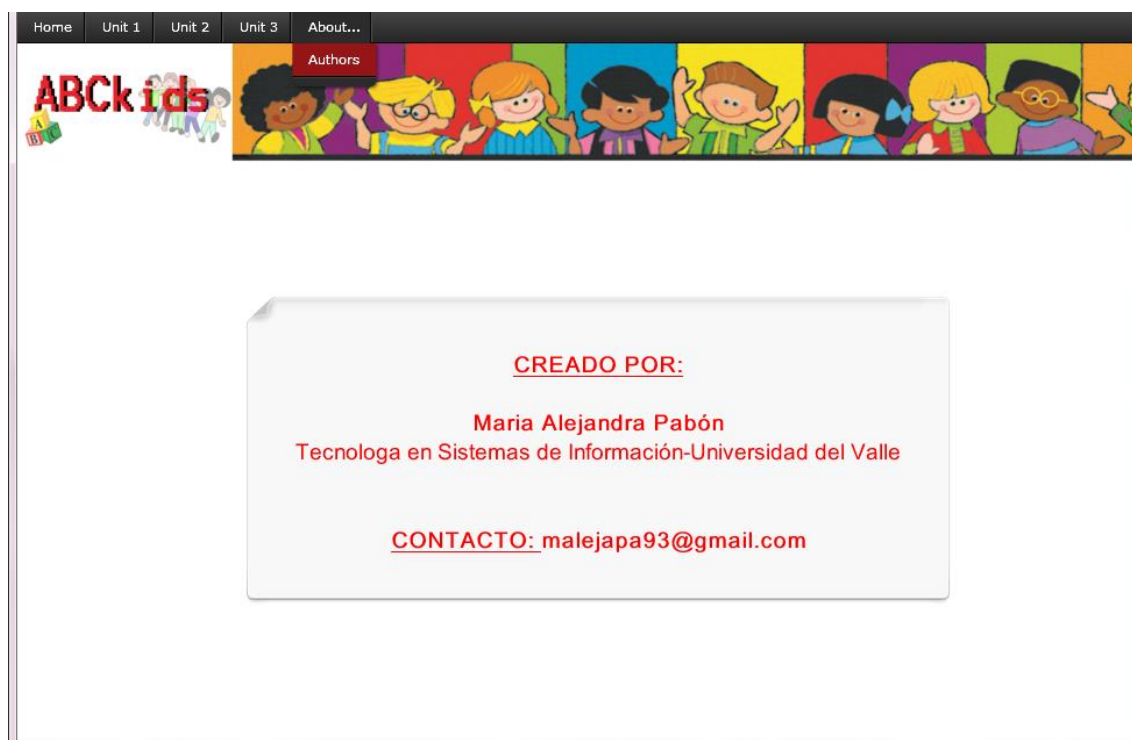 Home Unit 1 Unit 2 Unit 3 About...
Authors
ABCkids
A
B C
CREADO POR:
Maria Alejandra Pabón
Tecnologa en Sistemas de Información-Universidad del Valle
CONTACTO: malejapa93@gmail.com